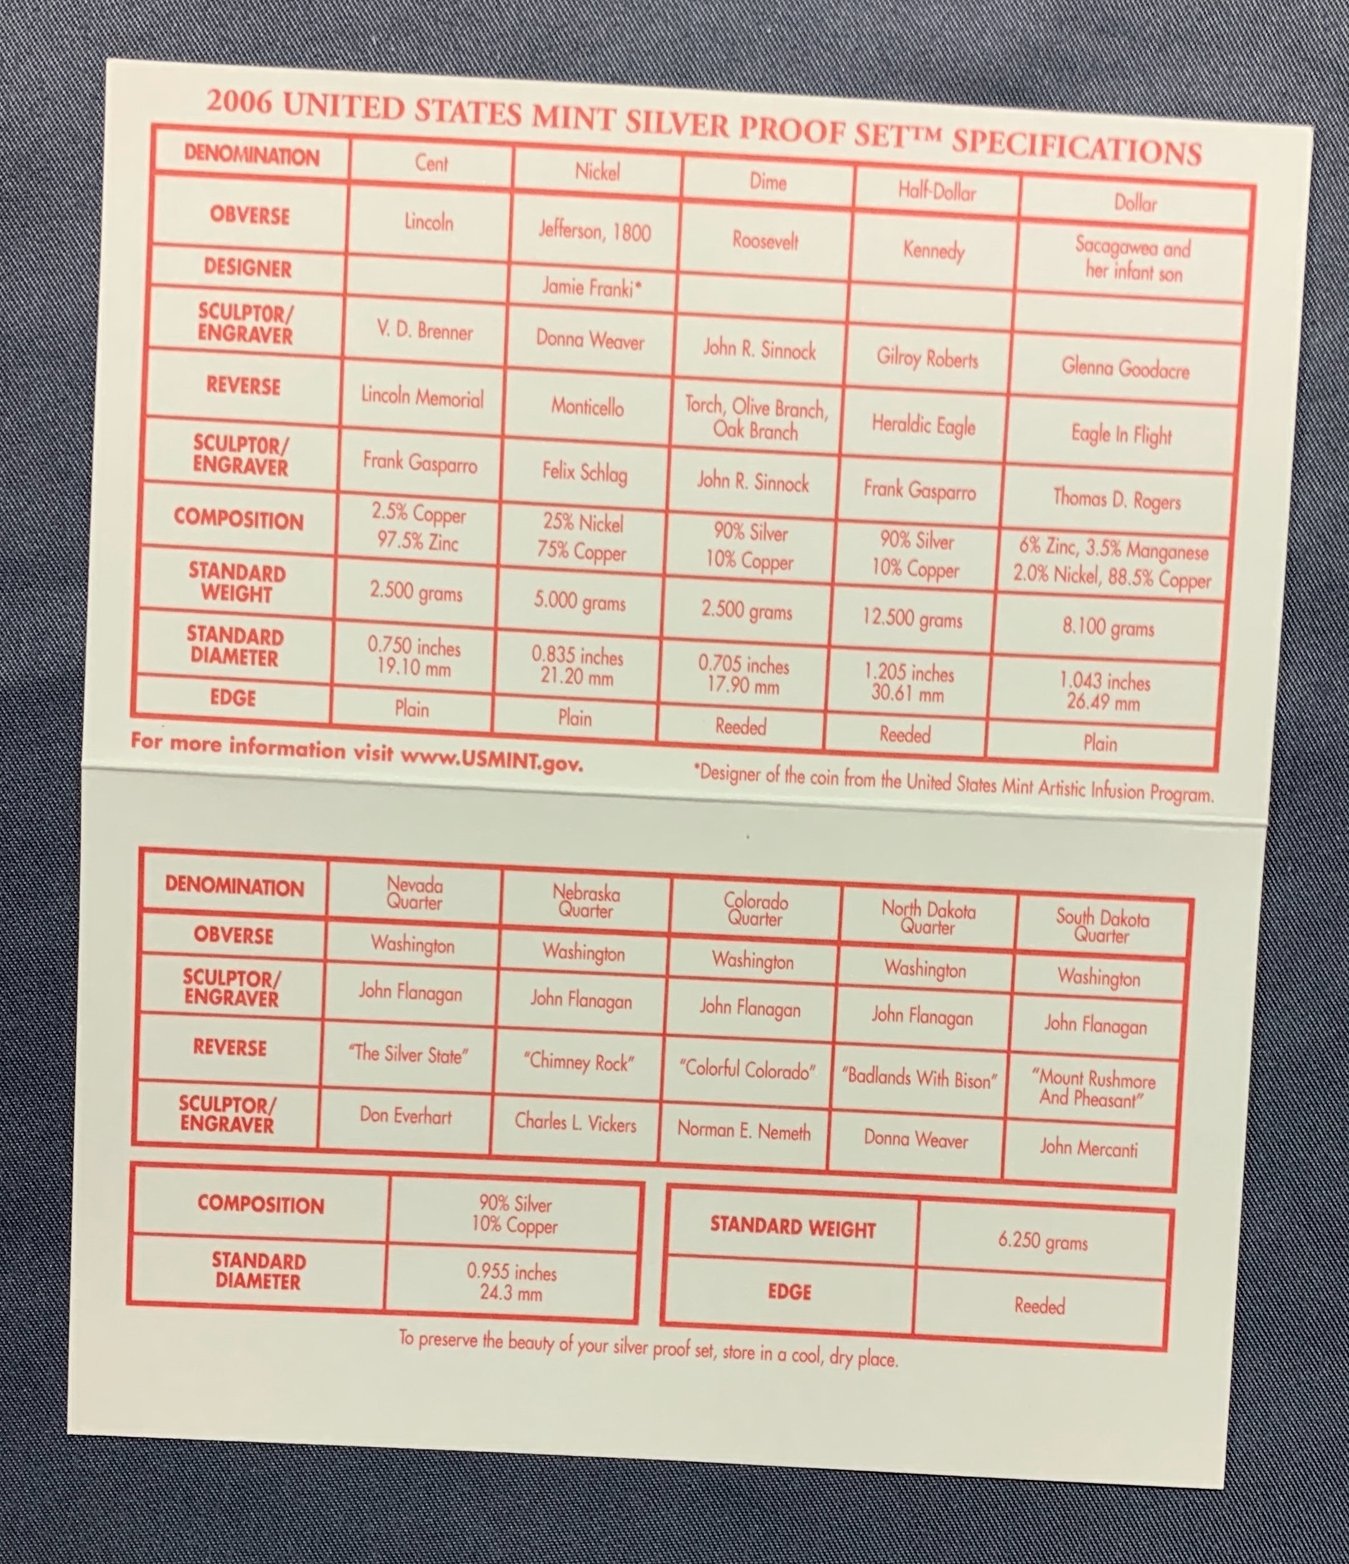 2006 UNITED STATES MINT SILVER PROOF SET™ SPECIFICATIONS
DENOMINATION Cent Nickel Dime Half-Dollar Dollar
OBVERSE Lincoln Jefferson, 1800 Roosevelt Kennedy Sacagawea and
her infant son
DESIGNER Jamie Franki*
SCULPTOR/
ENGRAVER V. D. Brenner Donna Weaver John R. Sinnock Gilroy Roberts Glenna Goodacre
REVERSE Lincoln Memorial Monticello Torch, Olive Branch, Heraldic Eagle Eagle In Flight
Oak Branch
SCULPTOR/
ENGRAVER Frank Gasparro Felix Schlag John R. Sinnock Frank Gasparro Thomas D. Rogers
COMPOSITION 2.5% Copper 25% Nickel 90% Silver 90% Silver 6% Zinc, 3.5% Manganese
97.5% Zinc 75% Copper 10% Copper 10% Copper 2.0% Nickel, 88.5% Copper
STANDARD
WEIGHT 2.500 grams 5.000 grams 2.500 grams 12.500 grams 8.100 grams
STANDARD 0.750 inches 0.835 inches 0.705 inches 1.205 inches 1.043 inches
DIAMETER 19.10 mm 21.20 mm 17.90 mm 30.61 mm 26.49 mm
EDGE Plain Plain Reeded Reeded Plain
For more information visit www.USMINT.gov.
*Designer of the coin from the United States Mint Artistic Infusion Program.
DENOMINATION Nevada Nebraska Colorado North Dakota South Dakota
Quarter Quarter Quarter Quarter Quarter
OBVERSE Washington Washington Washington Washington Washington
SCULPTOR/
ENGRAVER John Flanagan John Flanagan John Flanagan John Flanagan John Flanagan
REVERSE "The Silver State" "Chimney Rock" "Colorful Colorado" "Badlands With Bison" "Mount Rushmore
And Pheasant"
SCULPTOR/
ENGRAVER Don Everhart Charles L. Vickers Norman E. Nemeth Donna Weaver John Mercanti
COMPOSITION 90% Silver
10% Copper
STANDARD 0.955 inches
DIAMETER 24.3 mm
STANDARD WEIGHT 6.250 grams
EDGE Reeded
To preserve the beauty of your silver proof set, store in a cool, dry place.